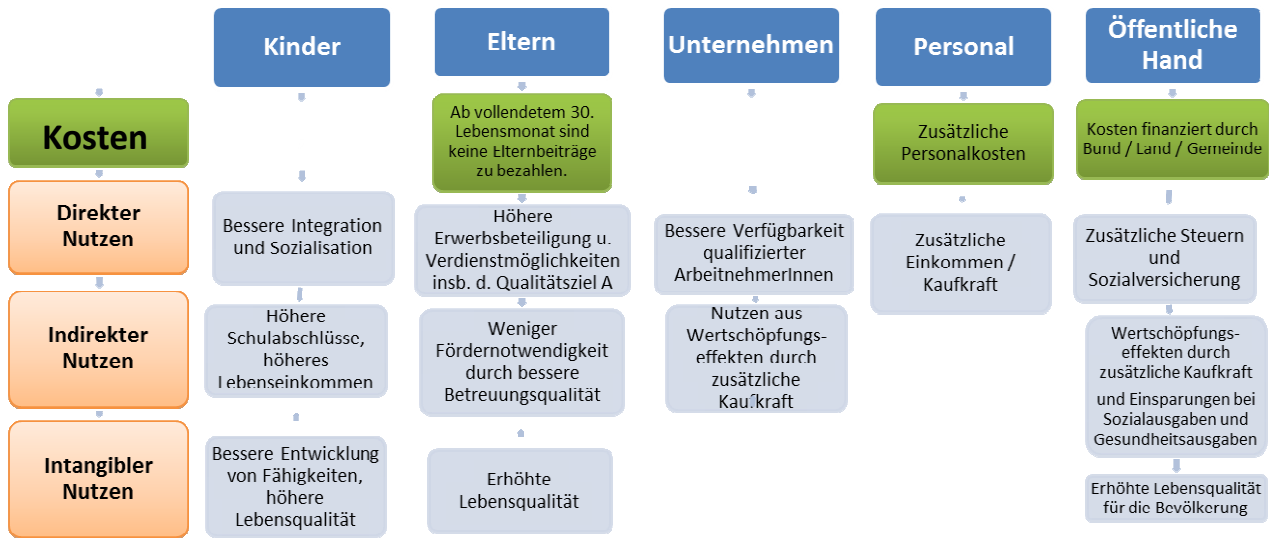 Kinder
Eltern
Unternehmen
Personal
Öffentliche
Hand
Kosten
Ab vollendetem 30.
Lebensmonat sind
keine Elternbeiträge
zu bezahlen.
Zusätzliche
Personalkosten
Kosten finanziert durch
Bund / Land / Gemeinde
Direkter
Nutzen
Bessere Integration
und Sozialisation
Höhere
Erwerbsbeteiligung u.
Verdienstmöglichkeiten
insb. d. Qualitätsziel A
Bessere Verfügbarkeit
qualifizierter
ArbeitnehmerInnen
Zusätzliche
Einkommen /
Kaufkraft
Zusätzliche Steuern
und
Sozialversicherung
Indirekter
Nutzen
Höhere
Schulabschlüsse,
höheres
Lebenseinkommen
Weniger
Fördernotwendigkeit
durch bessere
Betreuungsqualität
Nutzen aus
Wertschöpfungs-
effekten durch
zusätzliche
Kaufkraft
Wertschöpfungs-
effekten durch
zusätzliche Kaufkraft
und Einsparungen bei
Sozialausgaben und
Gesundheitsausgaben
Intangibler
Nutzen
Bessere Entwicklung
von Fähigkeiten,
höhere
Lebensqualität
Erhöhte
Lebensqualität
Erhöhte Lebensqualität
für die Bevölkerung